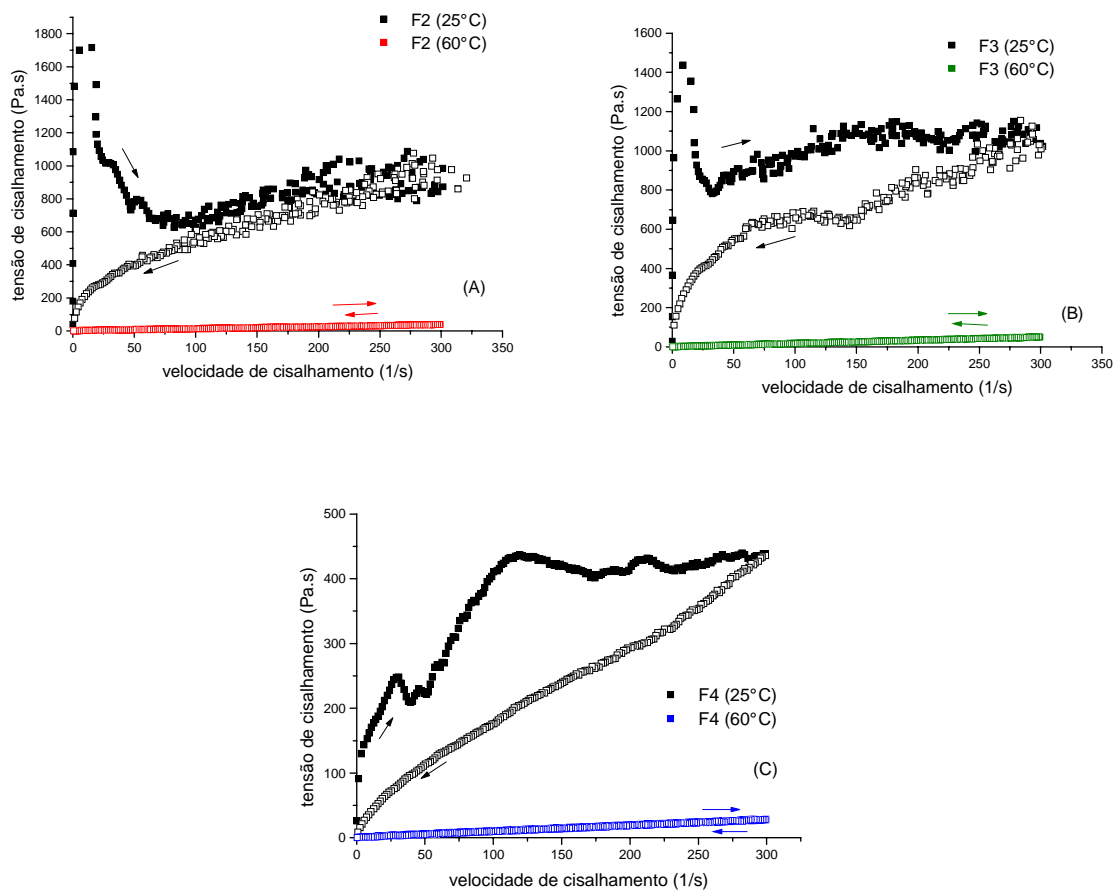 F2 (25°C)
F2 (60°C)
1800
1600
1400
1200
1000
800
600
400
200
0
tensão de cisalhamento (Pa.s)
(A)
0 50 100 150 200 250 300 350
velocidade de cisalhamento (1/s)
F3 (25°C)
F3 (60°C)
1600
1400
1200
1000
800
600
400
200
0
tensão de cisalhamento (Pa.s)
(B)
0 50 100 150 200 250 300 350
velocidade de cisalhamento (1/s)
500
400
300
200
100
0
tensão de cisalhamento (Pa.s)
F4 (25°C)
F4 (60°C)
(C)
0 50 100 150 200 250 300
velocidade de cisalhamento (1/s)